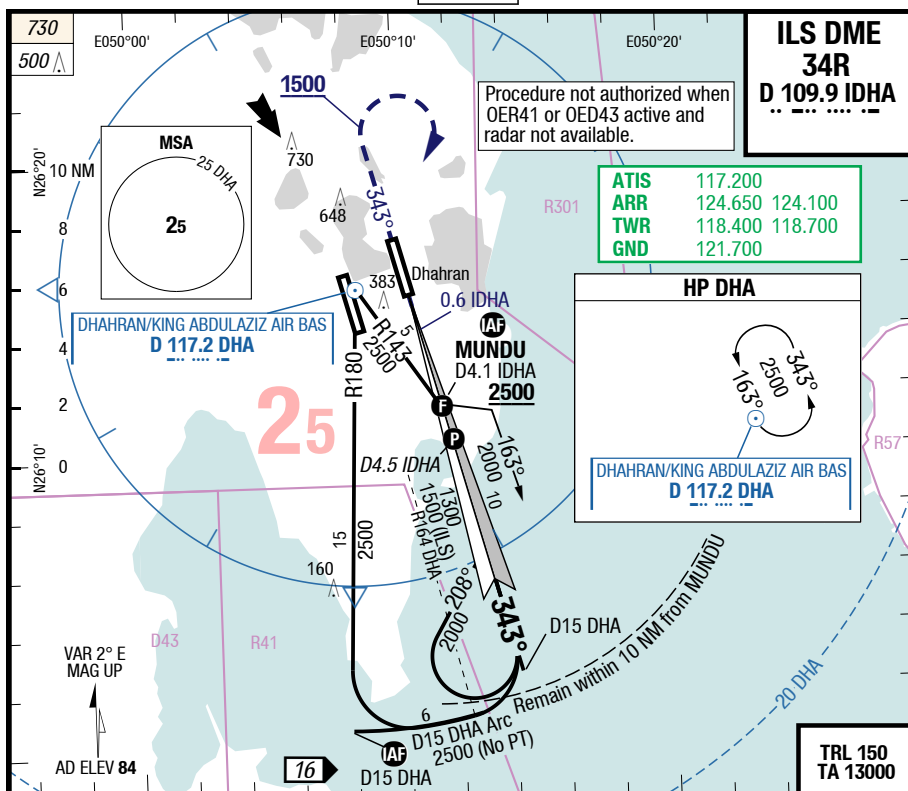 730
500
E050°00'
E050°10'
E050°20'
ILS DME
34R
D 109.9 IDHA
1500
Procedure not authorized when
OER41 or OED43 active and
radar not available.
MSA
25 DHA
25
N26°20'
10 NM
8
6
4
2
0
N26°10'
730
648
383
343°
ATIS 117.200
ARR 124.650 124.100
TWR 118.400 118.700
GND 121.700
R301
Dhahran
0.6 IDHA
DHAHRAN/KING ABDULAZIZ AIR BAS
D 117.2 DHA
R143
2500
5
IAF
MUNDU
D4.1 IDHA
2500
F
P
D4.5 IDHA
HP DHA
163°
2500
343°
DHAHRAN/KING ABDULAZIZ AIR BAS
D 117.2 DHA
R57
25
R180
15
2500
163°
2000 10
1300
1500 (ILS)
R164 DHA
160
208°
2000
343°
D15 DHA
Remain within 10 NM from MUNDU
D43
R41
VAR 2° E
MAG UP
AD ELEV 84
6
D15 DHA Arc
2500 (No PT)
IAF
D15 DHA
16
20 DHA
TRL 150
TA 13000